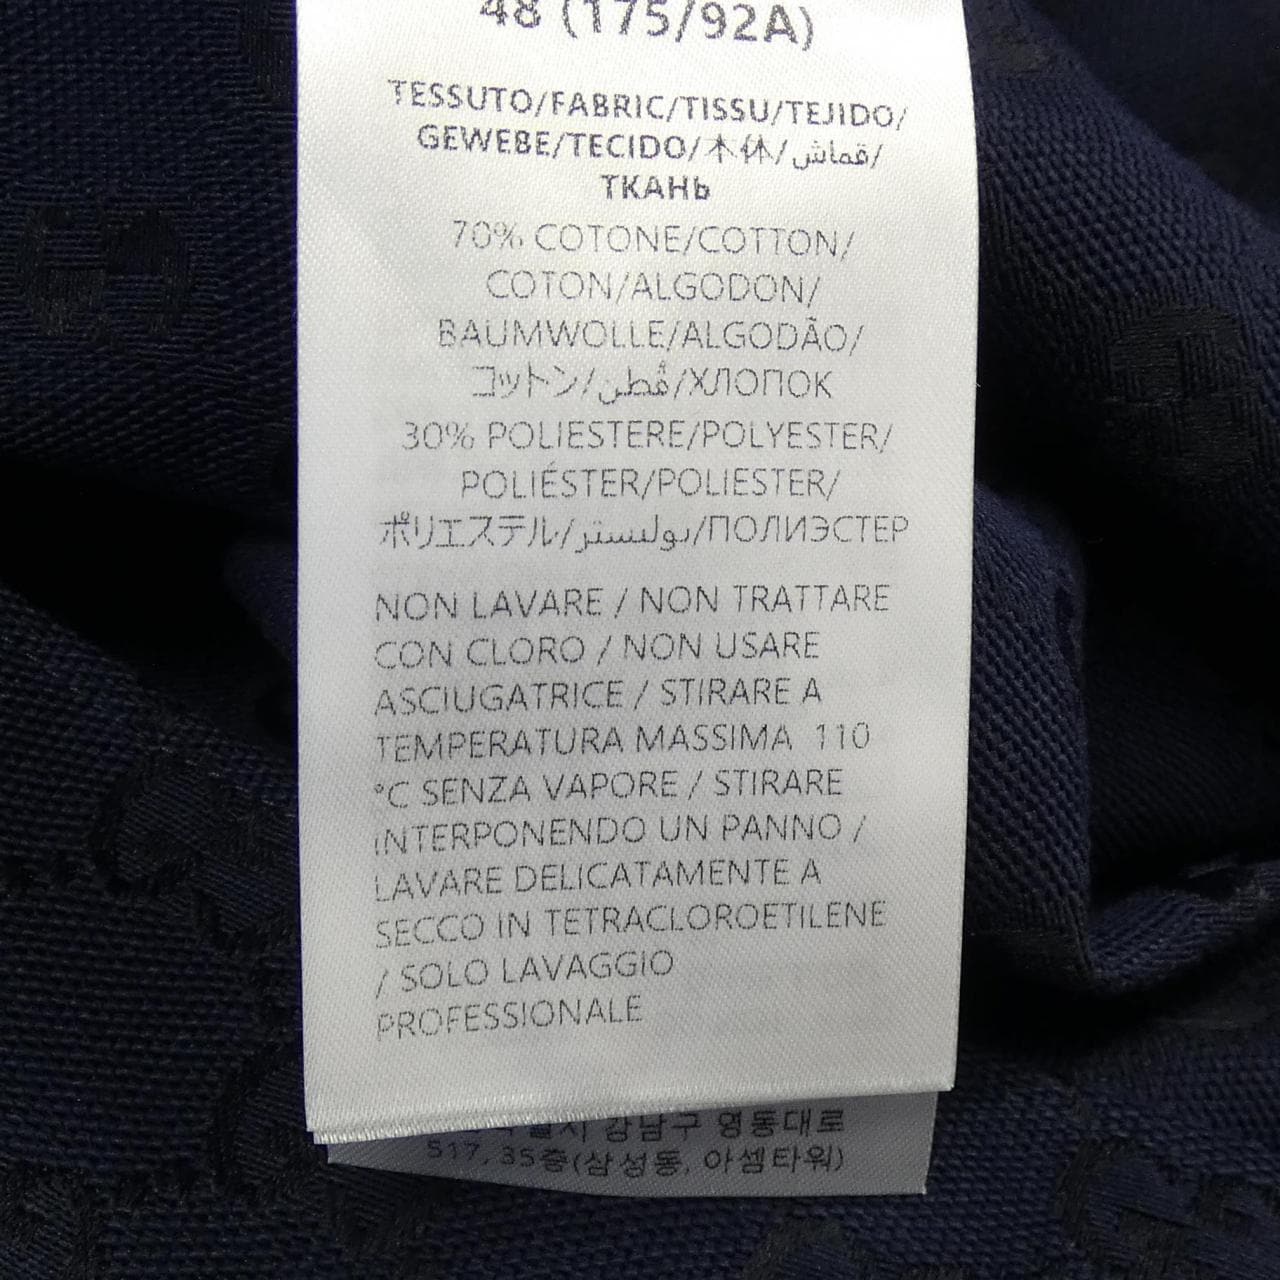 48 (175/92A)
TESSUTO/FABRIC/TISSU/TEJIDO/
GEWEBE/TECIDO/本体/قماش/
ТКАНЬ
70% COTONE/COTTON/
COTON/ALGODON/
BAUMWOLLE/ALGODÃO/
コットン/قُطن/ХЛОПОК
30% POLIESTERE/POLYESTER/
POLIÉSTER/POLIESTER/
ポリエステル/بوليستر/ПОЛИЭСТЕР
NON LAVARE / NON TRATTARE
CON CLORO / NON USARE
ASCIUGATRICE / STIRARE A
TEMPERATURA MASSIMA 110
°C SENZA VAPORE / STIRARE
INTERPONENDO UN PANNO /
LAVARE DELICATAMENTE A
SECCO IN TETRACLOROETILENE
/ SOLO LAVAGGIO
PROFESSIONALE
강남구 영동대로
517, 35층(삼성동, 아셈타워)